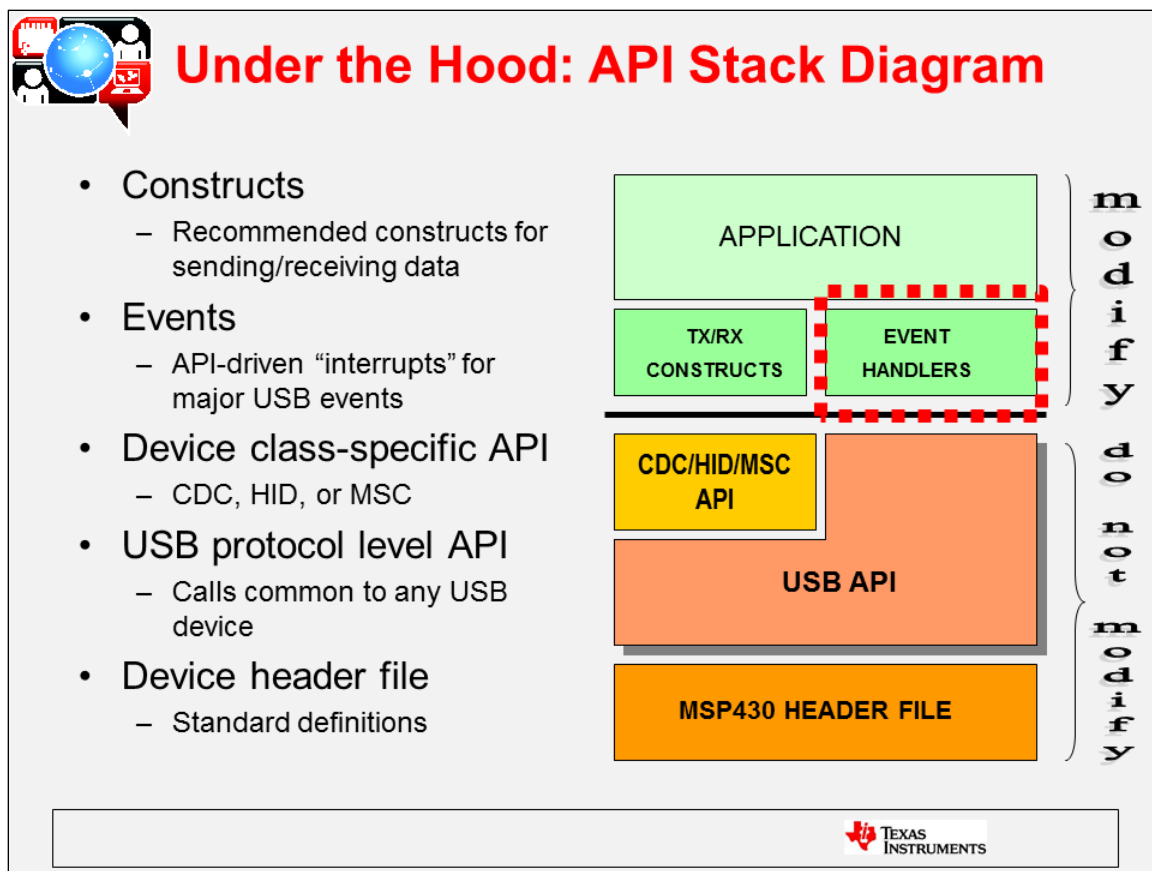 Under the Hood: API Stack Diagram
• Constructs
– Recommended constructs for
sending/receiving data
• Events
– API-driven “interrupts” for
major USB events
• Device class-specific API
– CDC, HID, or MSC
• USB protocol level API
– Calls common to any USB
device
• Device header file
– Standard definitions
APPLICATION
TX/RX
CONSTRUCTS
EVENT
HANDLERS
CDC/HID/MSC
API
USB API
MSP430 HEADER FILE
modify
do not modify
TEXAS
INSTRUMENTS